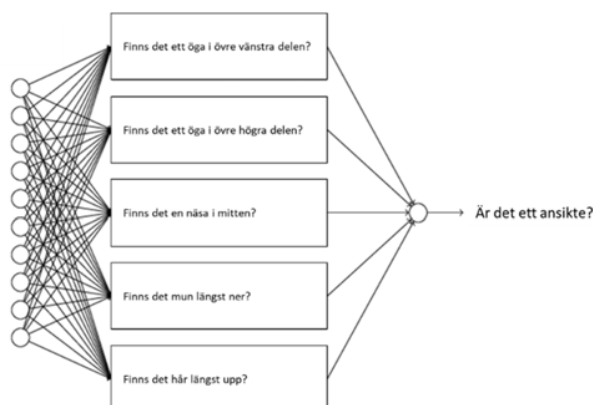 Finns det ett öga i övre vänstra delen?
Finns det ett öga i övre högra delen?
Finns det en näsa i mitten?
Är det ett ansikte?
Finns det mun längst ner?
Finns det hår längst upp?